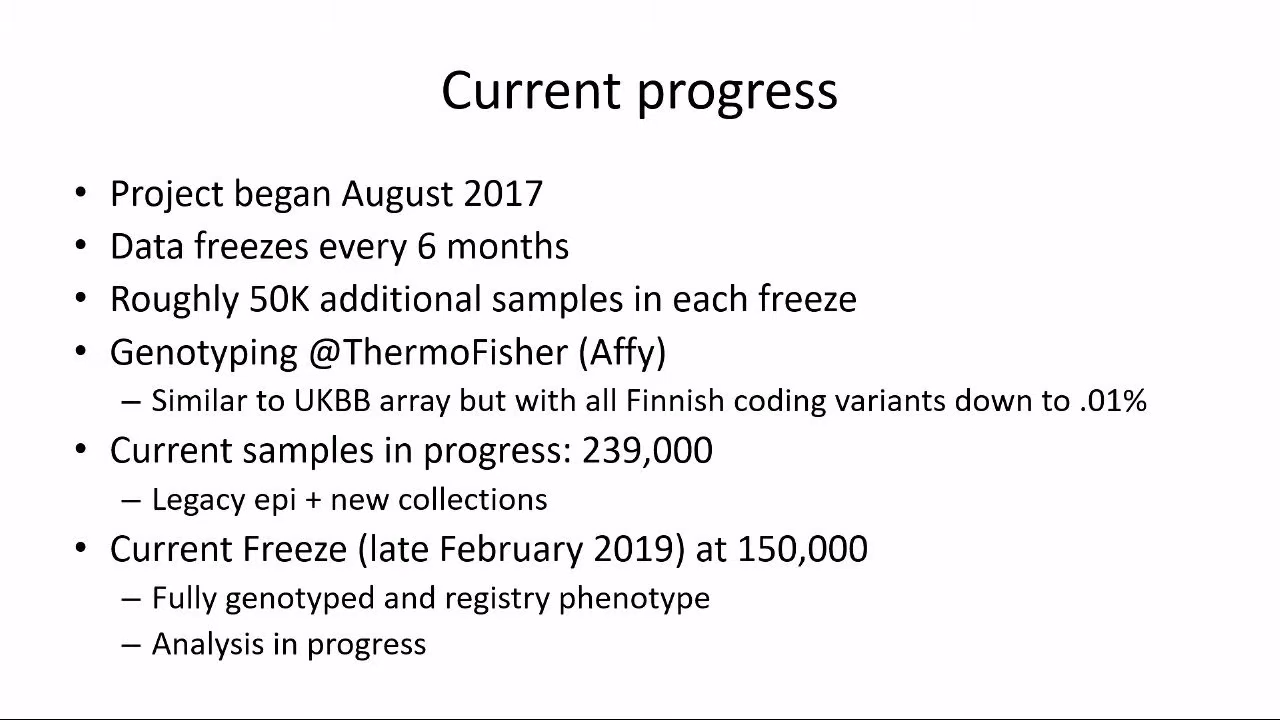 Current progress
• Project began August 2017
• Data freezes every 6 months
• Roughly 50K additional samples in each freeze
• Genotyping @ThermoFisher (Affy)
– Similar to UKBB array but with all Finnish coding variants down to .01%
• Current samples in progress: 239,000
– Legacy epi + new collections
• Current Freeze (late February 2019) at 150,000
– Fully genotyped and registry phenotype
– Analysis in progress